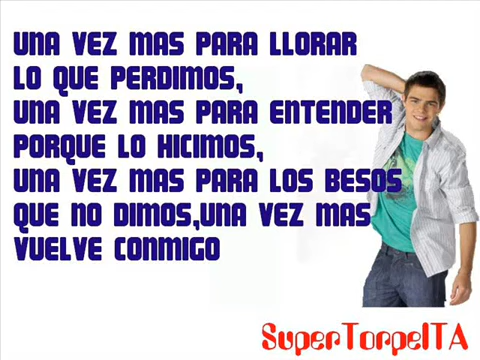 UNA VEZ MAS PARA LLORAR
LO QUE PERDIMOS,
UNA VEZ MAS PARA ENTENDER
PORQUE LO HICIMOS,
UNA VEZ MAS PARA LOS BESOS
QUE NO DIMOS,UNA VEZ MAS
VUELVE CONMIGO
SuperTorpeITA